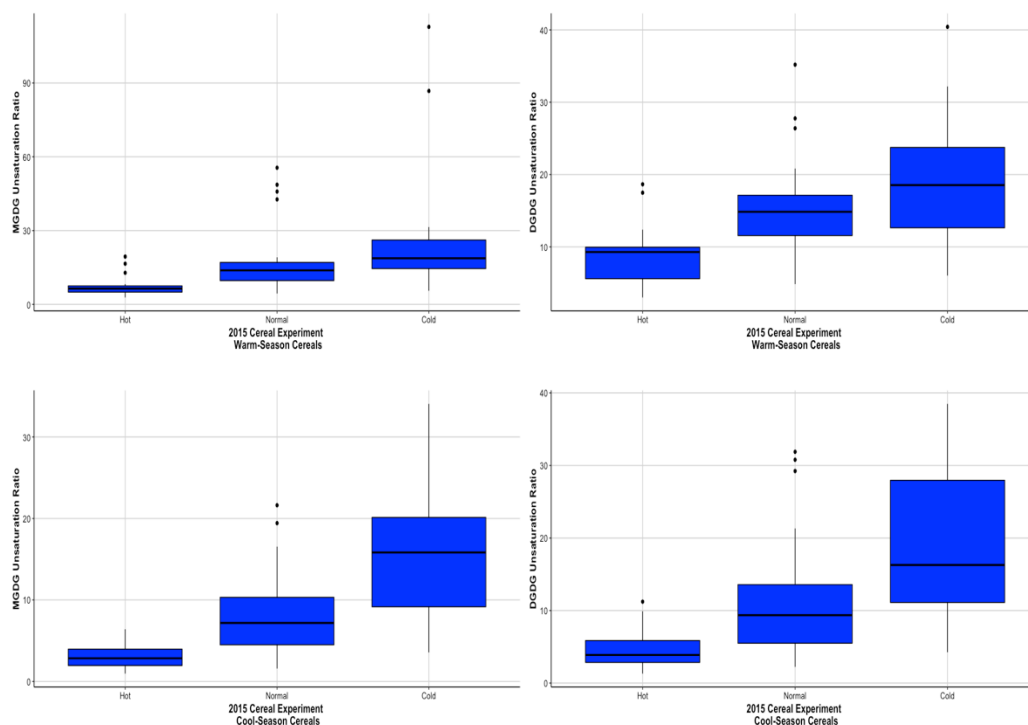 MGDG Unsaturation Ratio
90
60
30
0
Hot
Normal
Cold
2015 Cereal Experiment
Warm-Season Cereals
DGDG Unsaturation Ratio
40
30
20
10
Hot
Normal
Cold
2015 Cereal Experiment
Warm-Season Cereals
MGDG Unsaturation Ratio
30
20
10
0
Hot
Normal
Cold
2015 Cereal Experiment
Cool-Season Cereals
DGDG Unsaturation Ratio
40
30
20
10
0
Hot
Normal
Cold
2015 Cereal Experiment
Cool-Season Cereals